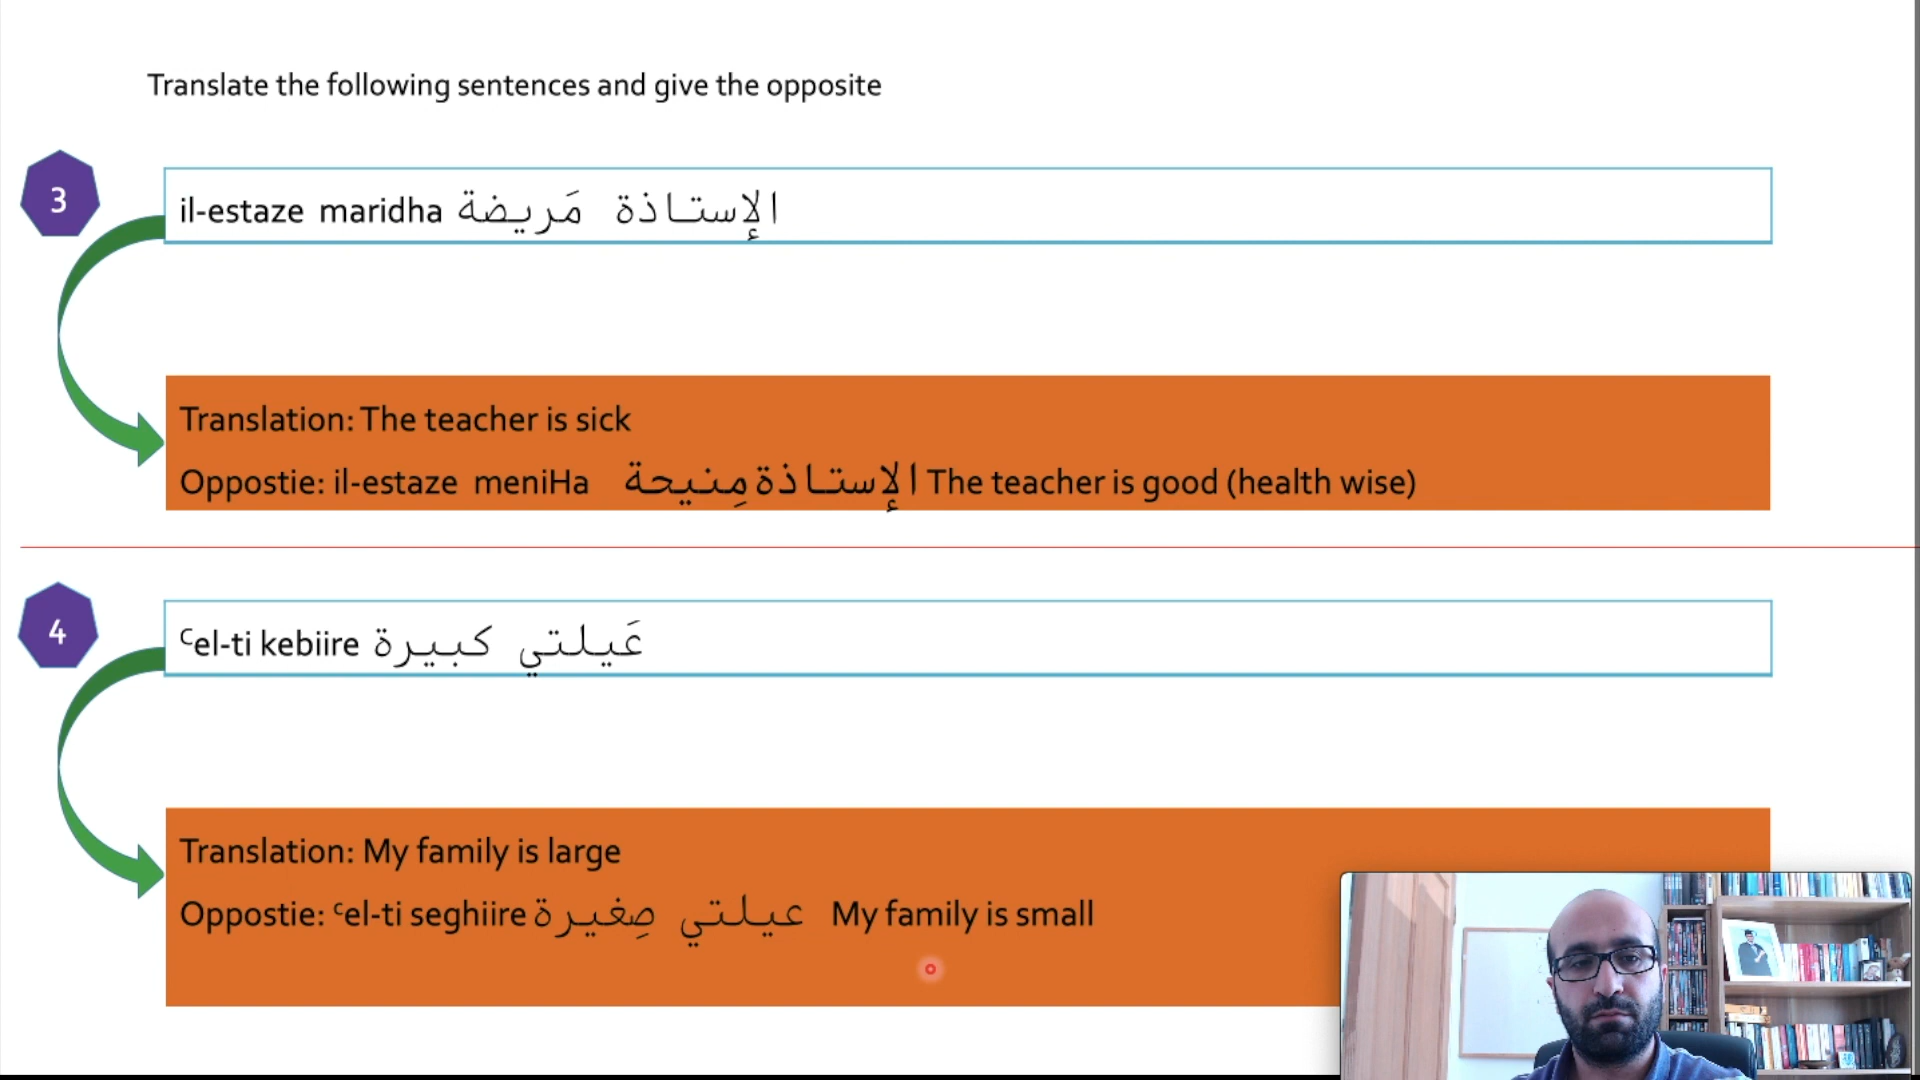 Translate the following sentences and give the opposite
3
il-estaze maridha الإستاذة مَريضة
Translation: The teacher is sick
Oppostie: il-estaze meniHa الإستاذة مِنيحة The teacher is good (health wise)
4
ᶜel-ti kebiire عَيلتي كبيرة
Translation: My family is large
Oppostie: ᶜel-ti seghiire عيلتي صِغيرة My family is small